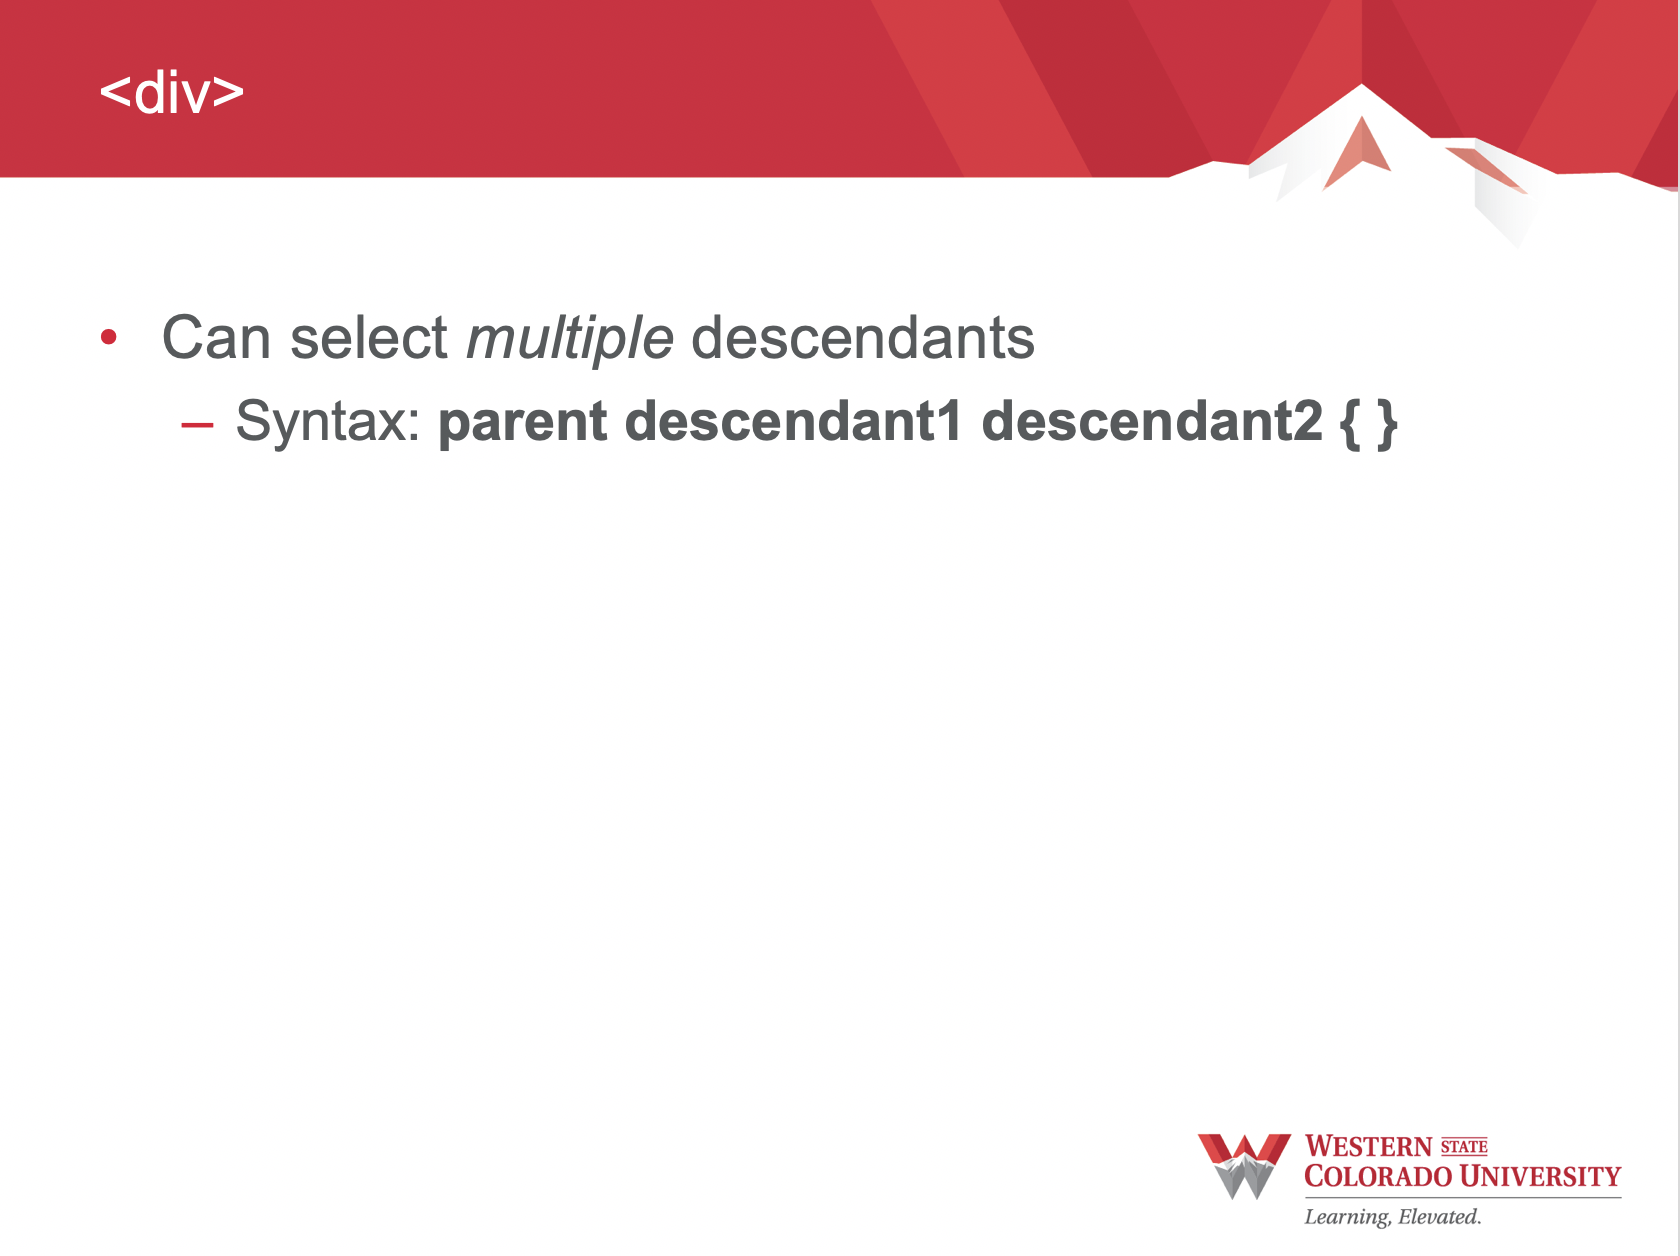 <div>
• Can select multiple descendants
– Syntax: parent descendant1 descendant2 { }
WESTERN STATE
COLORADO UNIVERSITY
Learning, Elevated.